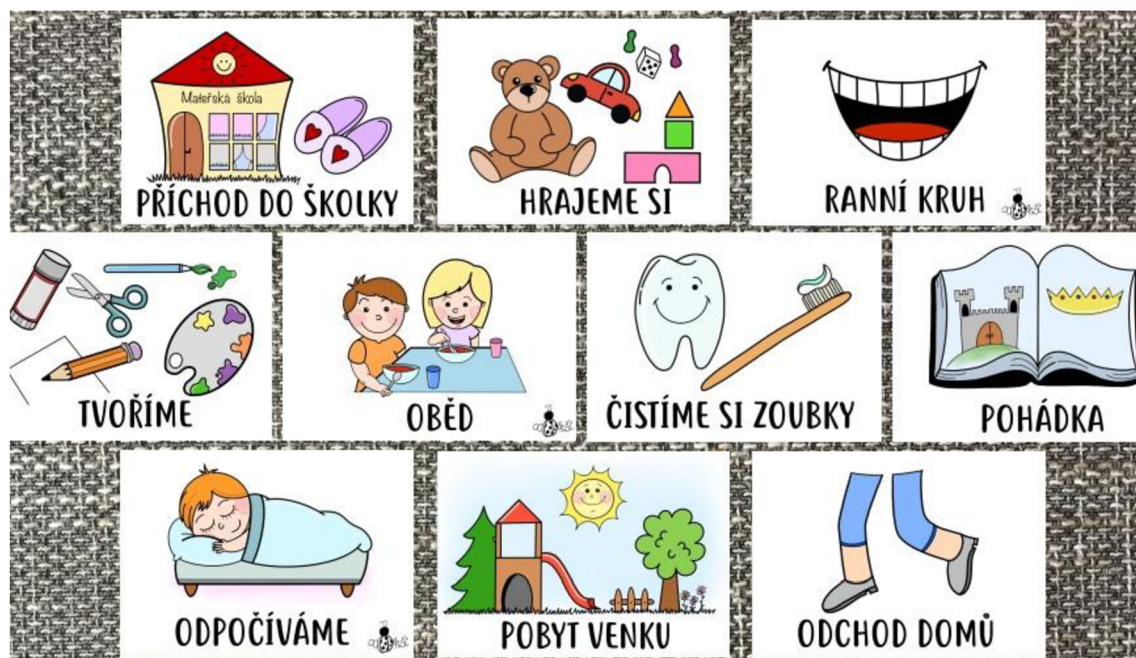 Mateřská škola
PŘÍCHOD DO ŠKOLKY
HRAJEME SI
RANNÍ KRUH
TVOŘÍME
OBĚD
ČISTÍME SI ZOUBKY
POHÁDKA
ODPOČÍVÁME
POBYT VENKU
ODCHOD DOMŮ